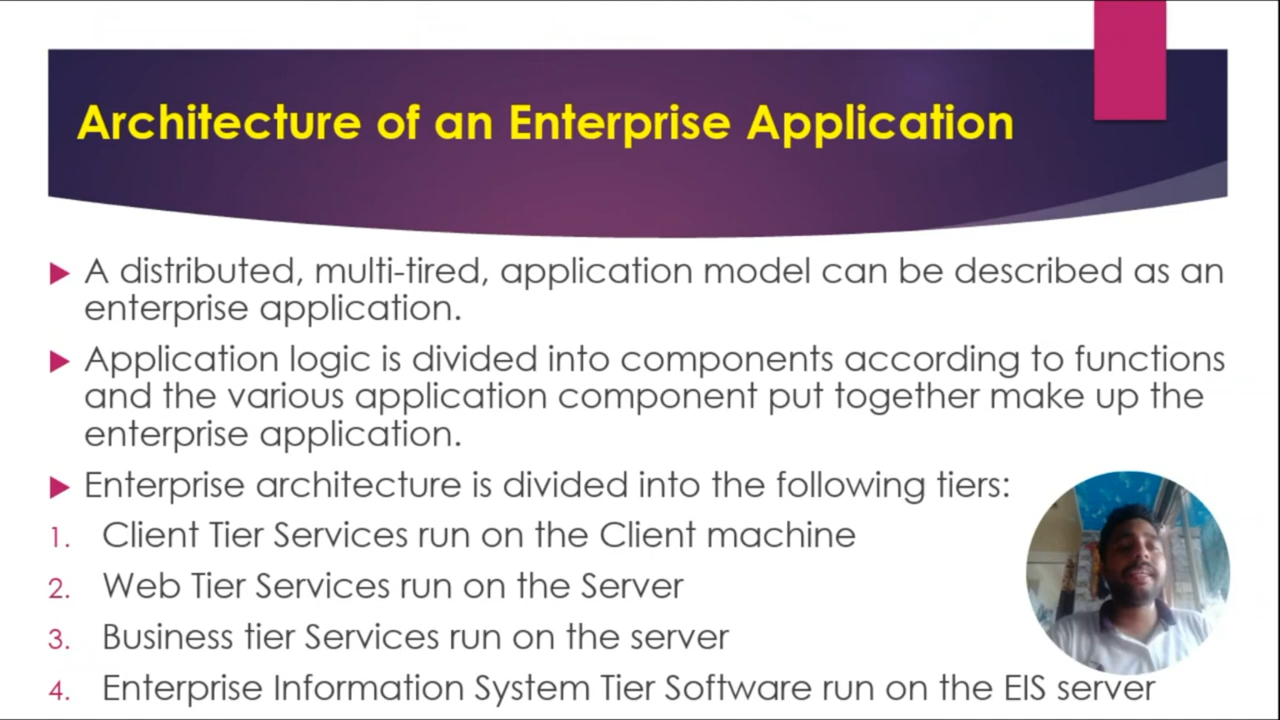 Architecture of an Enterprise Application
A distributed, multi-tired, application model can be described as an
enterprise application.
Application logic is divided into components according to functions
and the various application component put together make up the
enterprise application.
Enterprise architecture is divided into the following tiers:
1. Client Tier Services run on the Client machine
2. Web Tier Services run on the Server
3. Business tier Services run on the server
4. Enterprise Information System Tier Software run on the EIS server